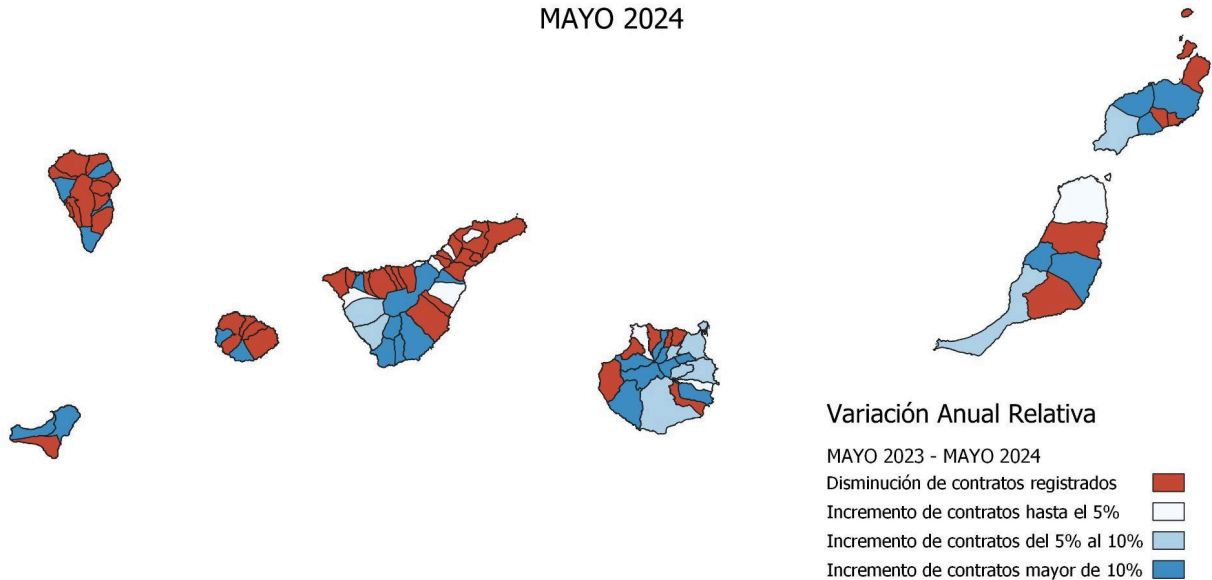 MAYO 2024
Variación Anual Relativa
MAYO 2023 - MAYO 2024
Disminución de contratos registrados
Incremento de contratos hasta el 5%
Incremento de contratos del 5% al 10%
Incremento de contratos mayor de 10%